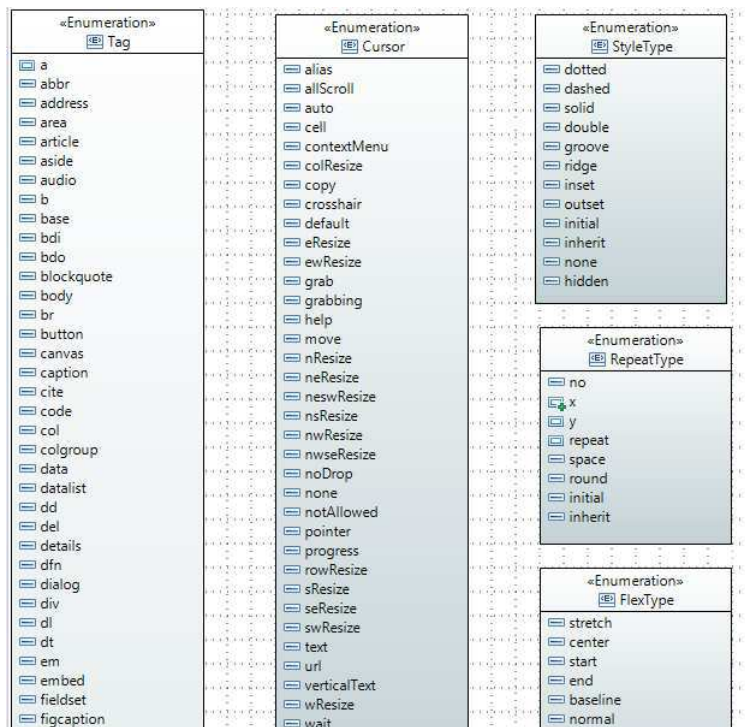 «Enumeration»
Tag
a
abbr
address
area
article
aside
audio
b
base
bdi
bdo
blockquote
body
br
button
canvas
caption
cite
code
col
colgroup
data
datalist
dd
del
details
dfn
dialog
div
dl
dt
em
embed
fieldset
figcaption
«Enumeration»
Cursor
alias
allScroll
auto
cell
contextMenu
colResize
copy
crosshair
default
eResize
ewResize
grab
grabbing
help
move
nResize
neResize
neswResize
nsResize
nwResize
nwseResize
noDrop
none
notAllowed
pointer
progress
rowResize
sResize
seResize
swResize
text
url
verticalText
wResize
wait
«Enumeration»
StyleType
dotted
dashed
solid
double
groove
ridge
inset
outset
initial
inherit
none
hidden
«Enumeration»
RepeatType
no
x
y
repeat
space
round
initial
inherit
«Enumeration»
FlexType
stretch
center
start
end
baseline
normal